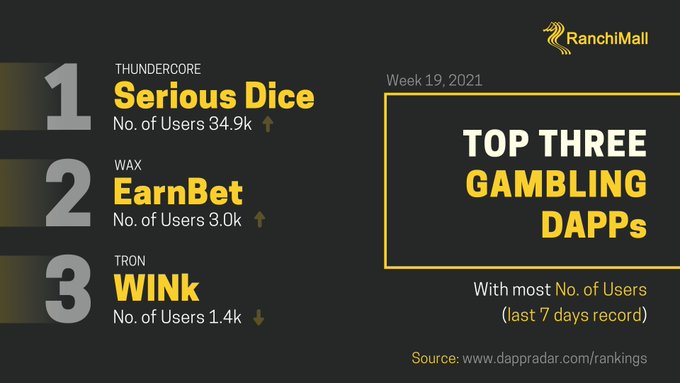 1
THUNDERCORE
Serious Dice
No. of Users 34.9k
2
WAX
EarnBet
No. of Users 3.0k
3
TRON
WINk
No. of Users 1.4k
RanchiMall
Week 19, 2021
TOP THREE
GAMBLING
DAPPs
With most No. of Users
(last 7 days record)
Source: www.dappradar.com/rankings